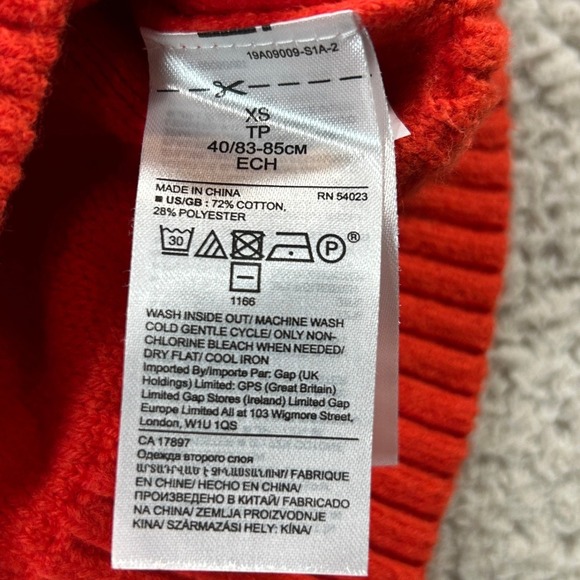 19A09009-S1A-2
XS
TP
40/83-85CM
ECH
MADE IN CHINA RN 54023
■ US/GB : 72% COTTON,
28% POLYESTER
30 P®
1166
WASH INSIDE OUT/ MACHINE WASH
COLD GENTLE CYCLE/ ONLY NON-
CHLORINE BLEACH WHEN NEEDED/
DRY FLAT/ COOL IRON
Imported By/Importe Par: Gap (UK
Holdings) Limited: GPS (Great Britain)
Limited Gap Stores (Ireland) Limited Gap
Europe Limited All at 103 Wigmore Street,
London, W1U 1QS
CA 17897
Одежда второго слоя
ԱՐՏԱԴՐՎԱԾ Է ՉԻՆԱՍՏԱՆՈՒՄ/ FABRIQUE
EN CHINE/ HECHO EN CHINA/
ПРОИЗВЕДЕНО В КИТАЙ/ FABRICADO
NA CHINA/ ZEMLJA PROIZVODNJE
KINA/ SZÁRMAZÁSI HELY: KÍNA/